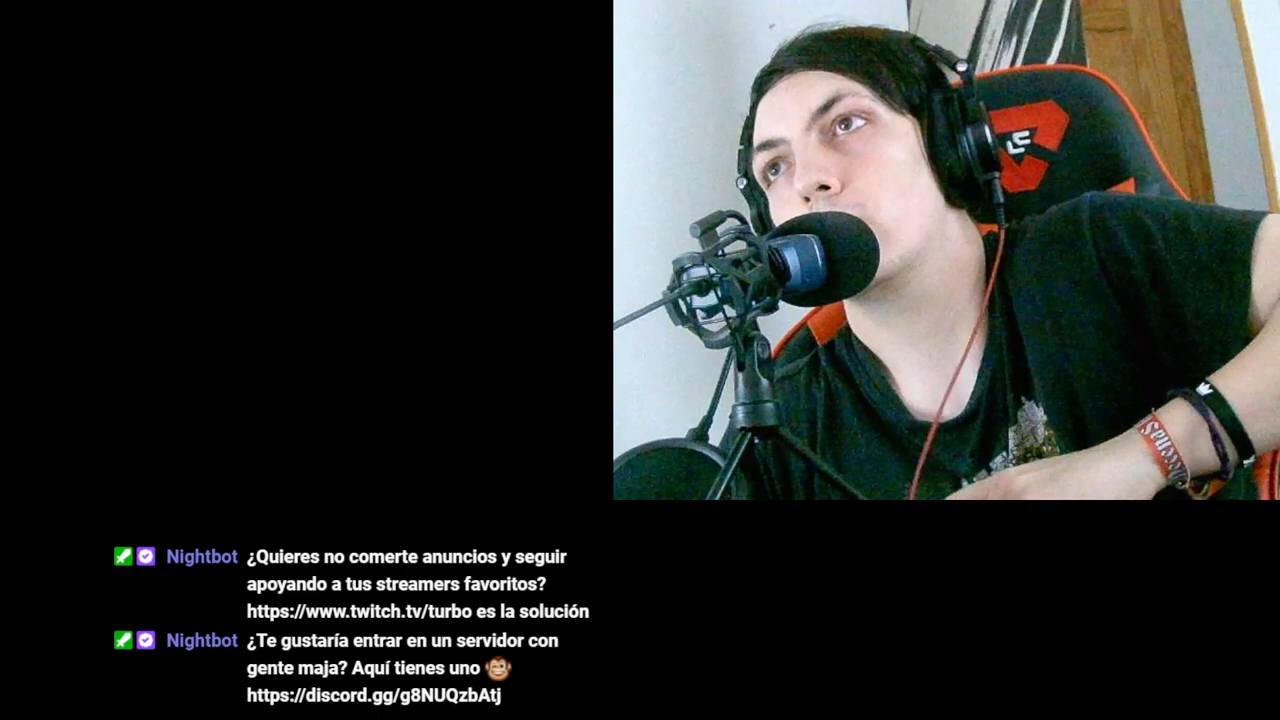 Nightbot ¿Quieres no comerte anuncios y seguir
apoyando a tus streamers favoritos?
https://www.twitch.tv/turbo es la solución
Nightbot ¿Te gustaría entrar en un servidor con
gente maja? Aquí tienes uno 🐵
https://discord.gg/g8NUQzbAtj